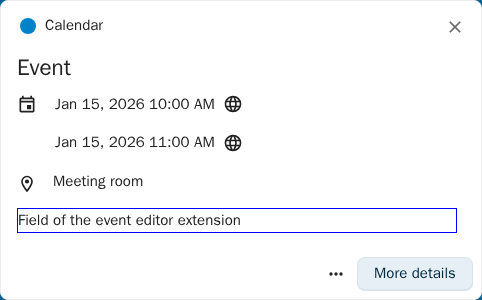 Calendar
Event
Jan 15, 2026 10:00 AM
Jan 15, 2026 11:00 AM
Meeting room
Field of the event editor extension
More details